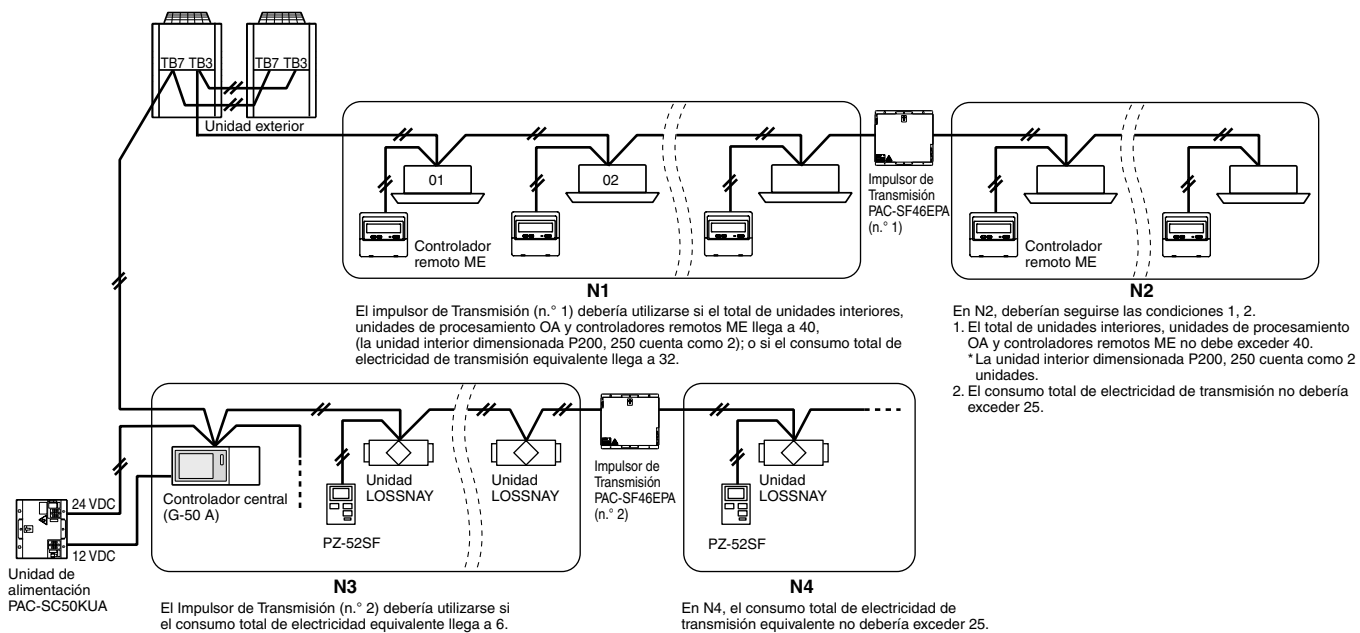 TB7 TB3
TB7 TB3
Unidad exterior
01
02
Controlador
remoto ME
Impulsor de
Transmisión
PAC-SF46EPA
(n.° 1)
Controlador
remoto ME
N1
El impulsor de Transmisión (n.° 1) debería utilizarse si el total de unidades interiores,
unidades de procesamiento OA y controladores remotos ME llega a 40,
(la unidad interior dimensionada P200, 250 cuenta como 2); o si el consumo total de
electricidad de transmisión equivalente llega a 32.
N2
En N2, deberían seguirse las condiciones 1, 2.
1. El total de unidades interiores, unidades de procesamiento
OA y controladores remotos ME no debe exceder 40.
* La unidad interior dimensionada P200, 250 cuenta como 2
unidades.
2. El consumo total de electricidad de transmisión no debería
exceder 25.
24 VDC
12 VDC
Unidad de
alimentación
PAC-SC50KUA
Controlador central
(G-50 A)
Unidad
LOSSNAY
PZ-52SF
Unidad
LOSSNAY
Impulsor de
Transmisión
PAC-SF46EPA
(n.° 2)
Unidad
LOSSNAY
PZ-52SF
N3
El Impulsor de Transmisión (n.° 2) debería utilizarse si
el consumo total de electricidad equivalente llega a 6.
N4
En N4, el consumo total de electricidad de
transmisión equivalente no debería exceder 25.